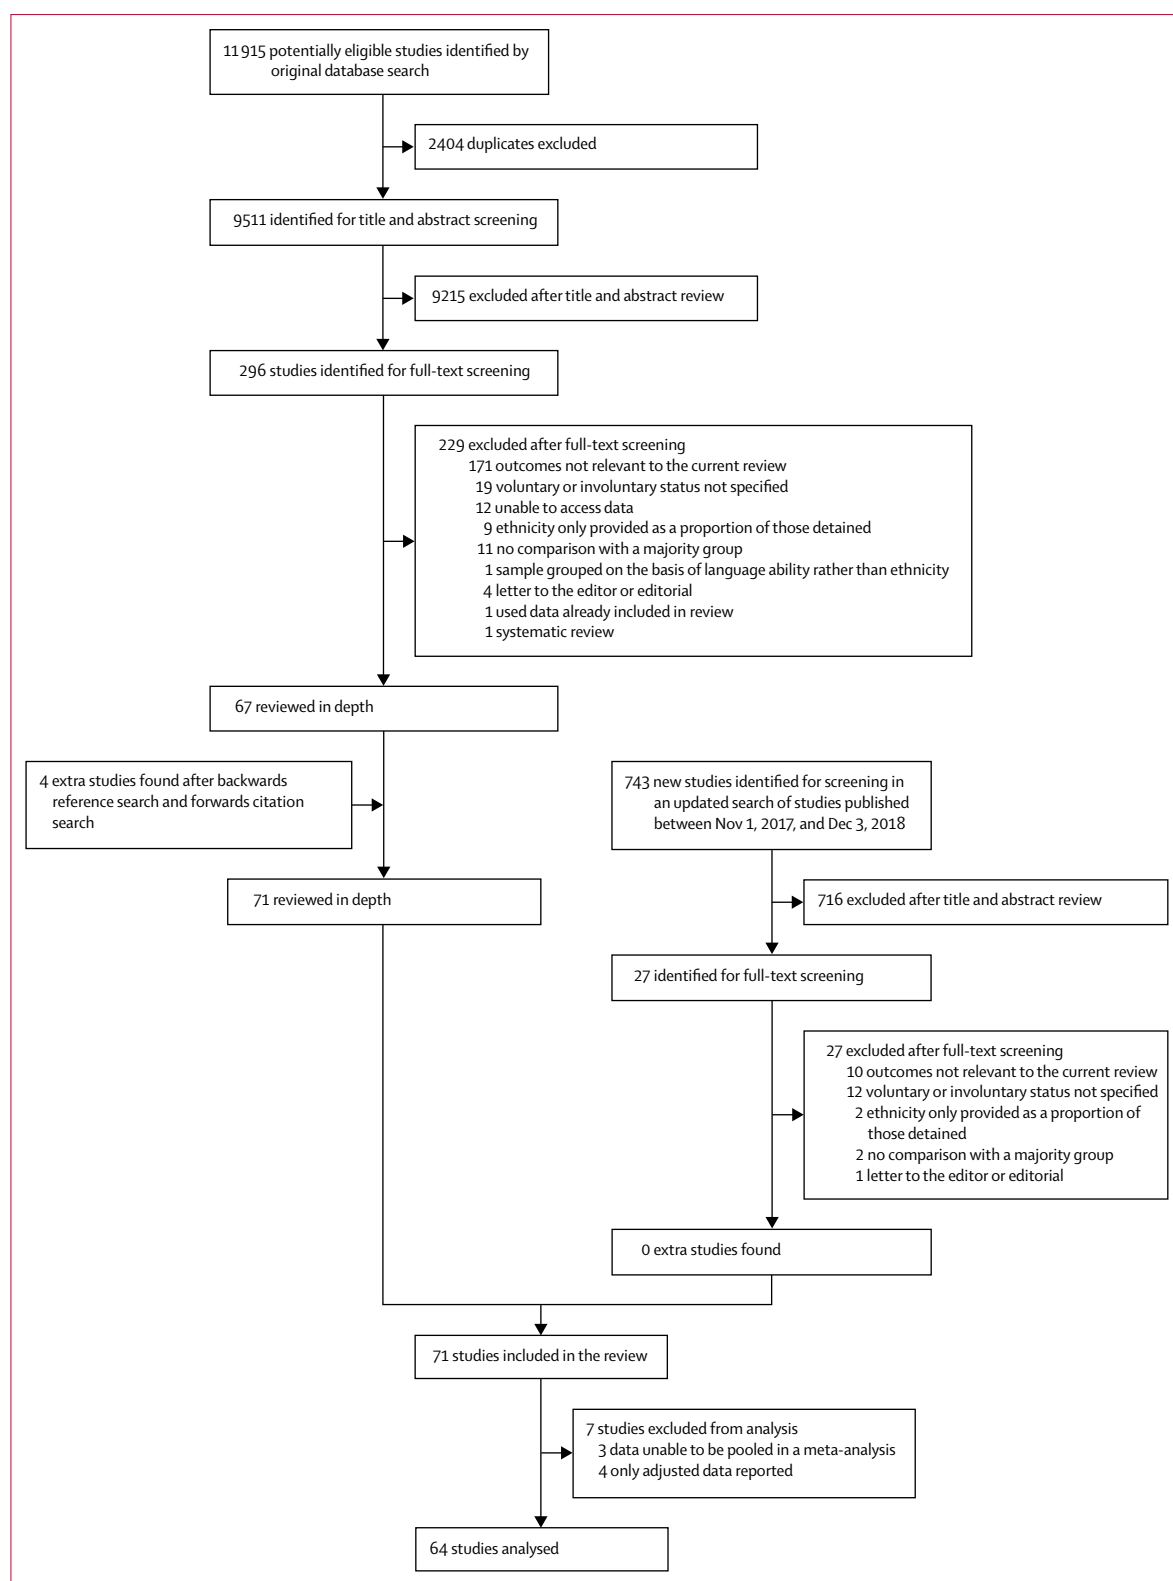 11 915 potentially eligible studies identified by
original database search
2404 duplicates excluded
9511 identified for title and abstract screening
9215 excluded after title and abstract review
296 studies identified for full-text screening
229 excluded after full-text screening
171 outcomes not relevant to the current review
19 voluntary or involuntary status not specified
12 unable to access data
9 ethnicity only provided as a proportion of those detained
11 no comparison with a majority group
1 sample grouped on the basis of language ability rather than ethnicity
4 letter to the editor or editorial
1 used data already included in review
1 systematic review
67 reviewed in depth
4 extra studies found after backwards
reference search and forwards citation
search
743 new studies identified for screening in
an updated search of studies published
between Nov 1, 2017, and Dec 3, 2018
71 reviewed in depth
716 excluded after title and abstract review
27 identified for full-text screening
27 excluded after full-text screening
10 outcomes not relevant to the current review
12 voluntary or involuntary status not specified
2 ethnicity only provided as a proportion of
those detained
2 no comparison with a majority group
1 letter to the editor or editorial
0 extra studies found
71 studies included in the review
7 studies excluded from analysis
3 data unable to be pooled in a meta-analysis
4 only adjusted data reported
64 studies analysed